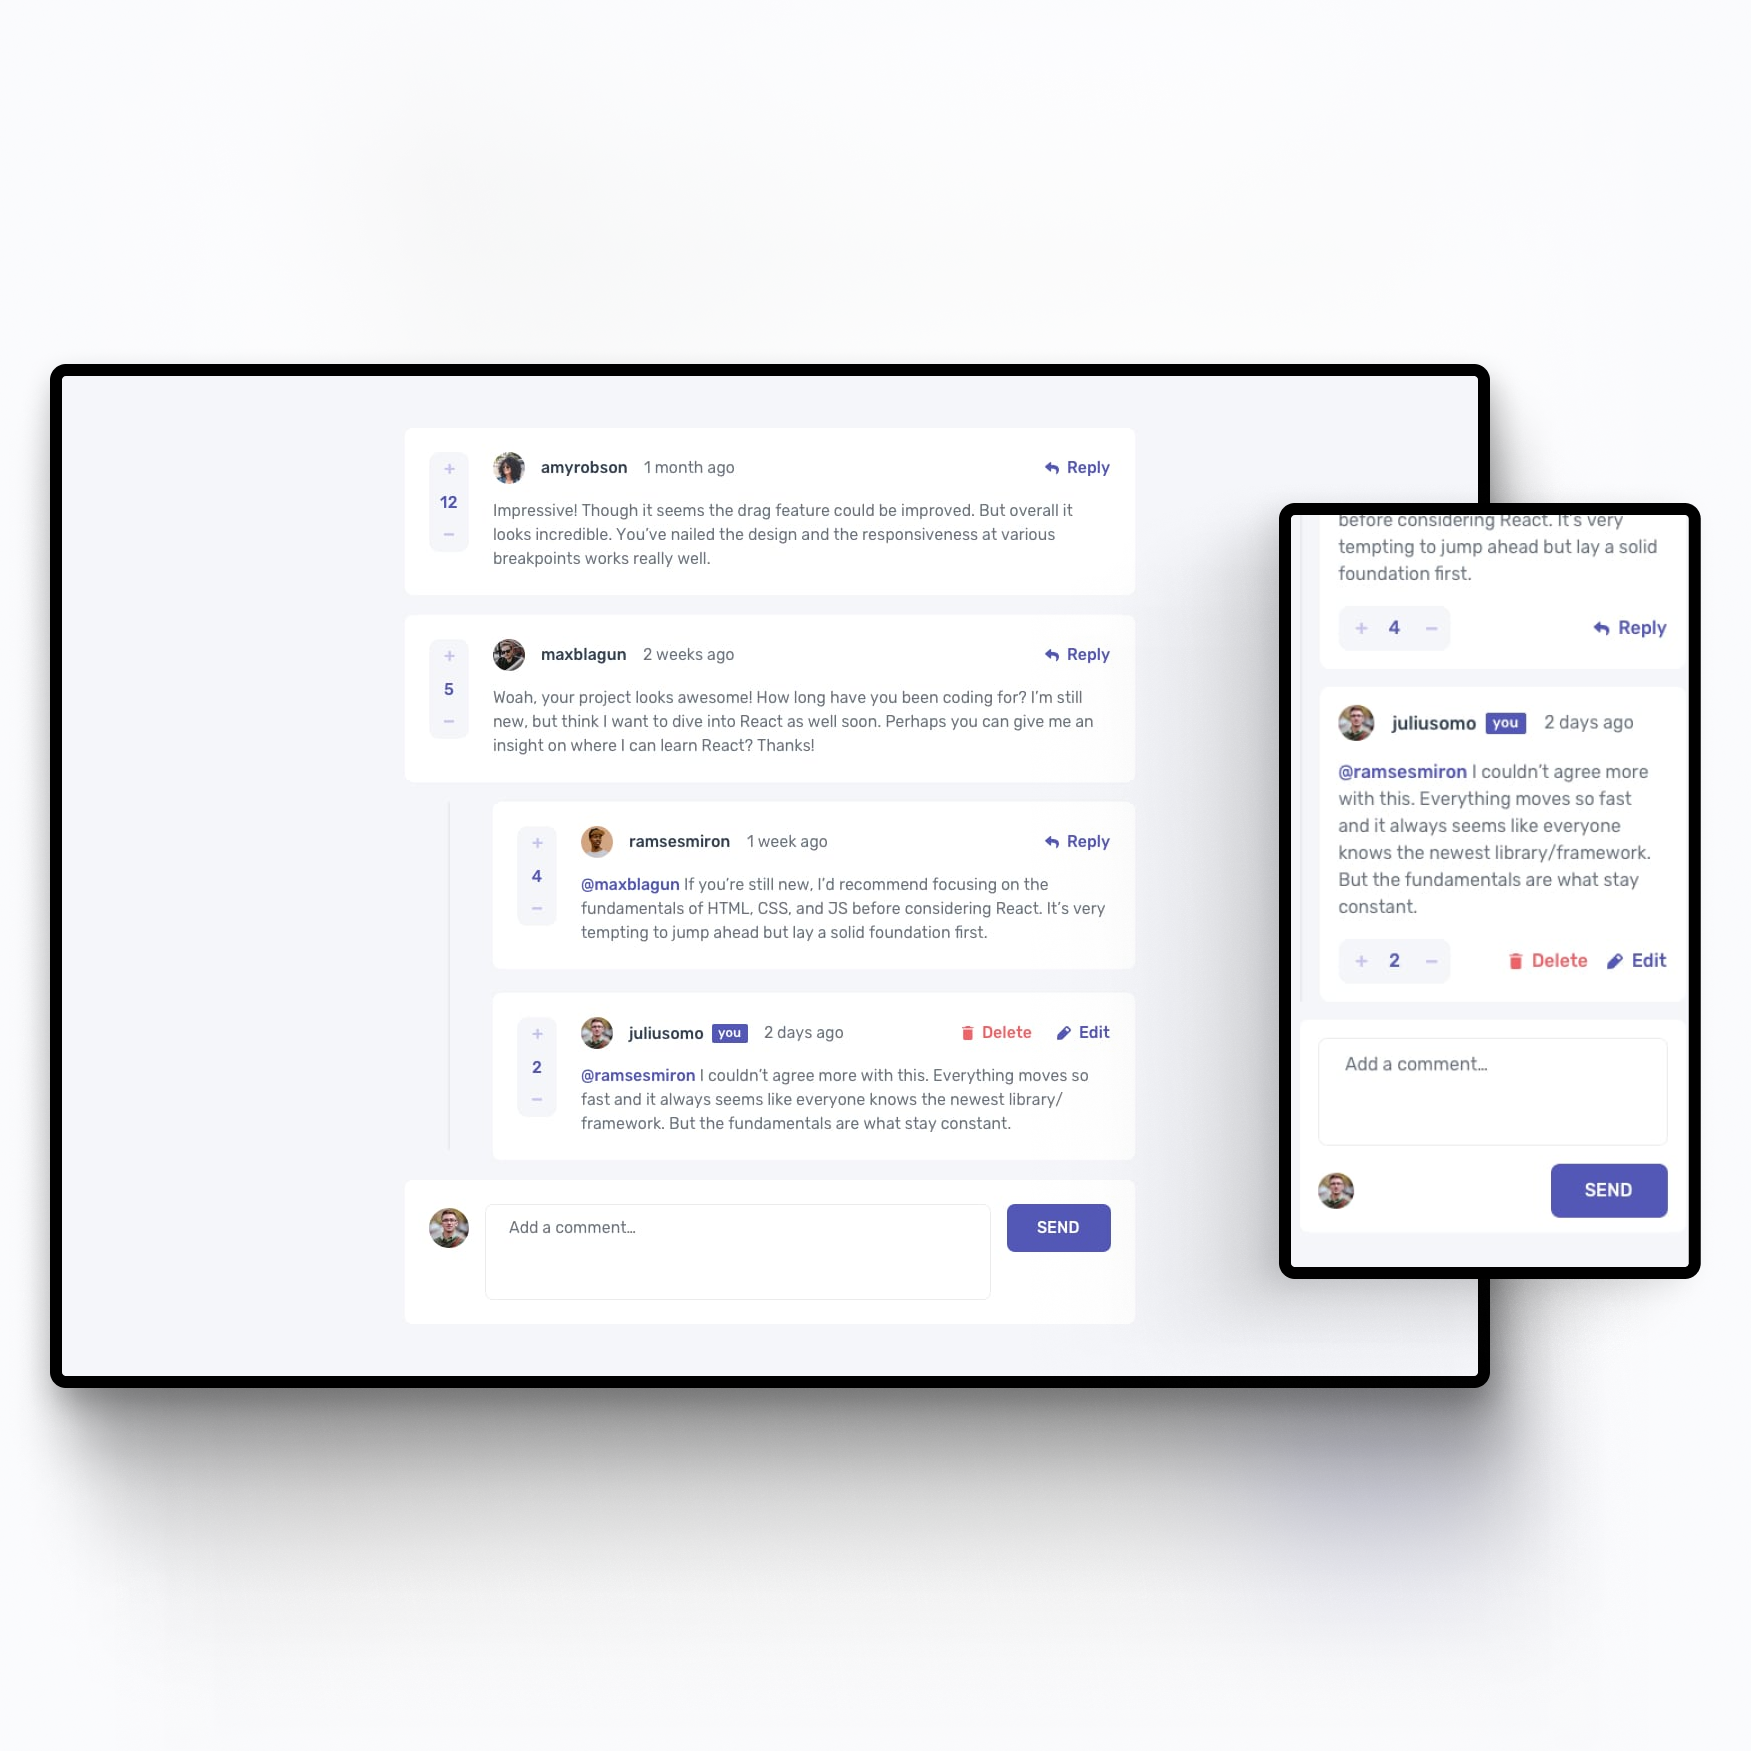 +
12
−
amyrobson 1 month ago
Reply
Impressive! Though it seems the drag feature could be improved. But overall it
looks incredible. You’ve nailed the design and the responsiveness at various
breakpoints works really well.
+
5
−
maxblagun 2 weeks ago
Reply
Woah, your project looks awesome! How long have you been coding for? I’m still
new, but think I want to dive into React as well soon. Perhaps you can give me an
insight on where I can learn React? Thanks!
+
4
−
ramsesmiron 1 week ago
Reply
@maxblagun If you’re still new, I’d recommend focusing on the
fundamentals of HTML, CSS, and JS before considering React. It’s very
tempting to jump ahead but lay a solid foundation first.
+
2
−
juliusomo you 2 days ago
Delete Edit
@ramsesmiron I couldn’t agree more with this. Everything moves so
fast and it always seems like everyone knows the newest library/
framework. But the fundamentals are what stay constant.
Add a comment…
SEND
before considering React. It’s very
tempting to jump ahead but lay a solid
foundation first.
+ 4 −
Reply
juliusomo you 2 days ago
@ramsesmiron I couldn’t agree more
with this. Everything moves so fast
and it always seems like everyone
knows the newest library/framework.
But the fundamentals are what stay
constant.
+ 2 −
Delete Edit
Add a comment…
SEND